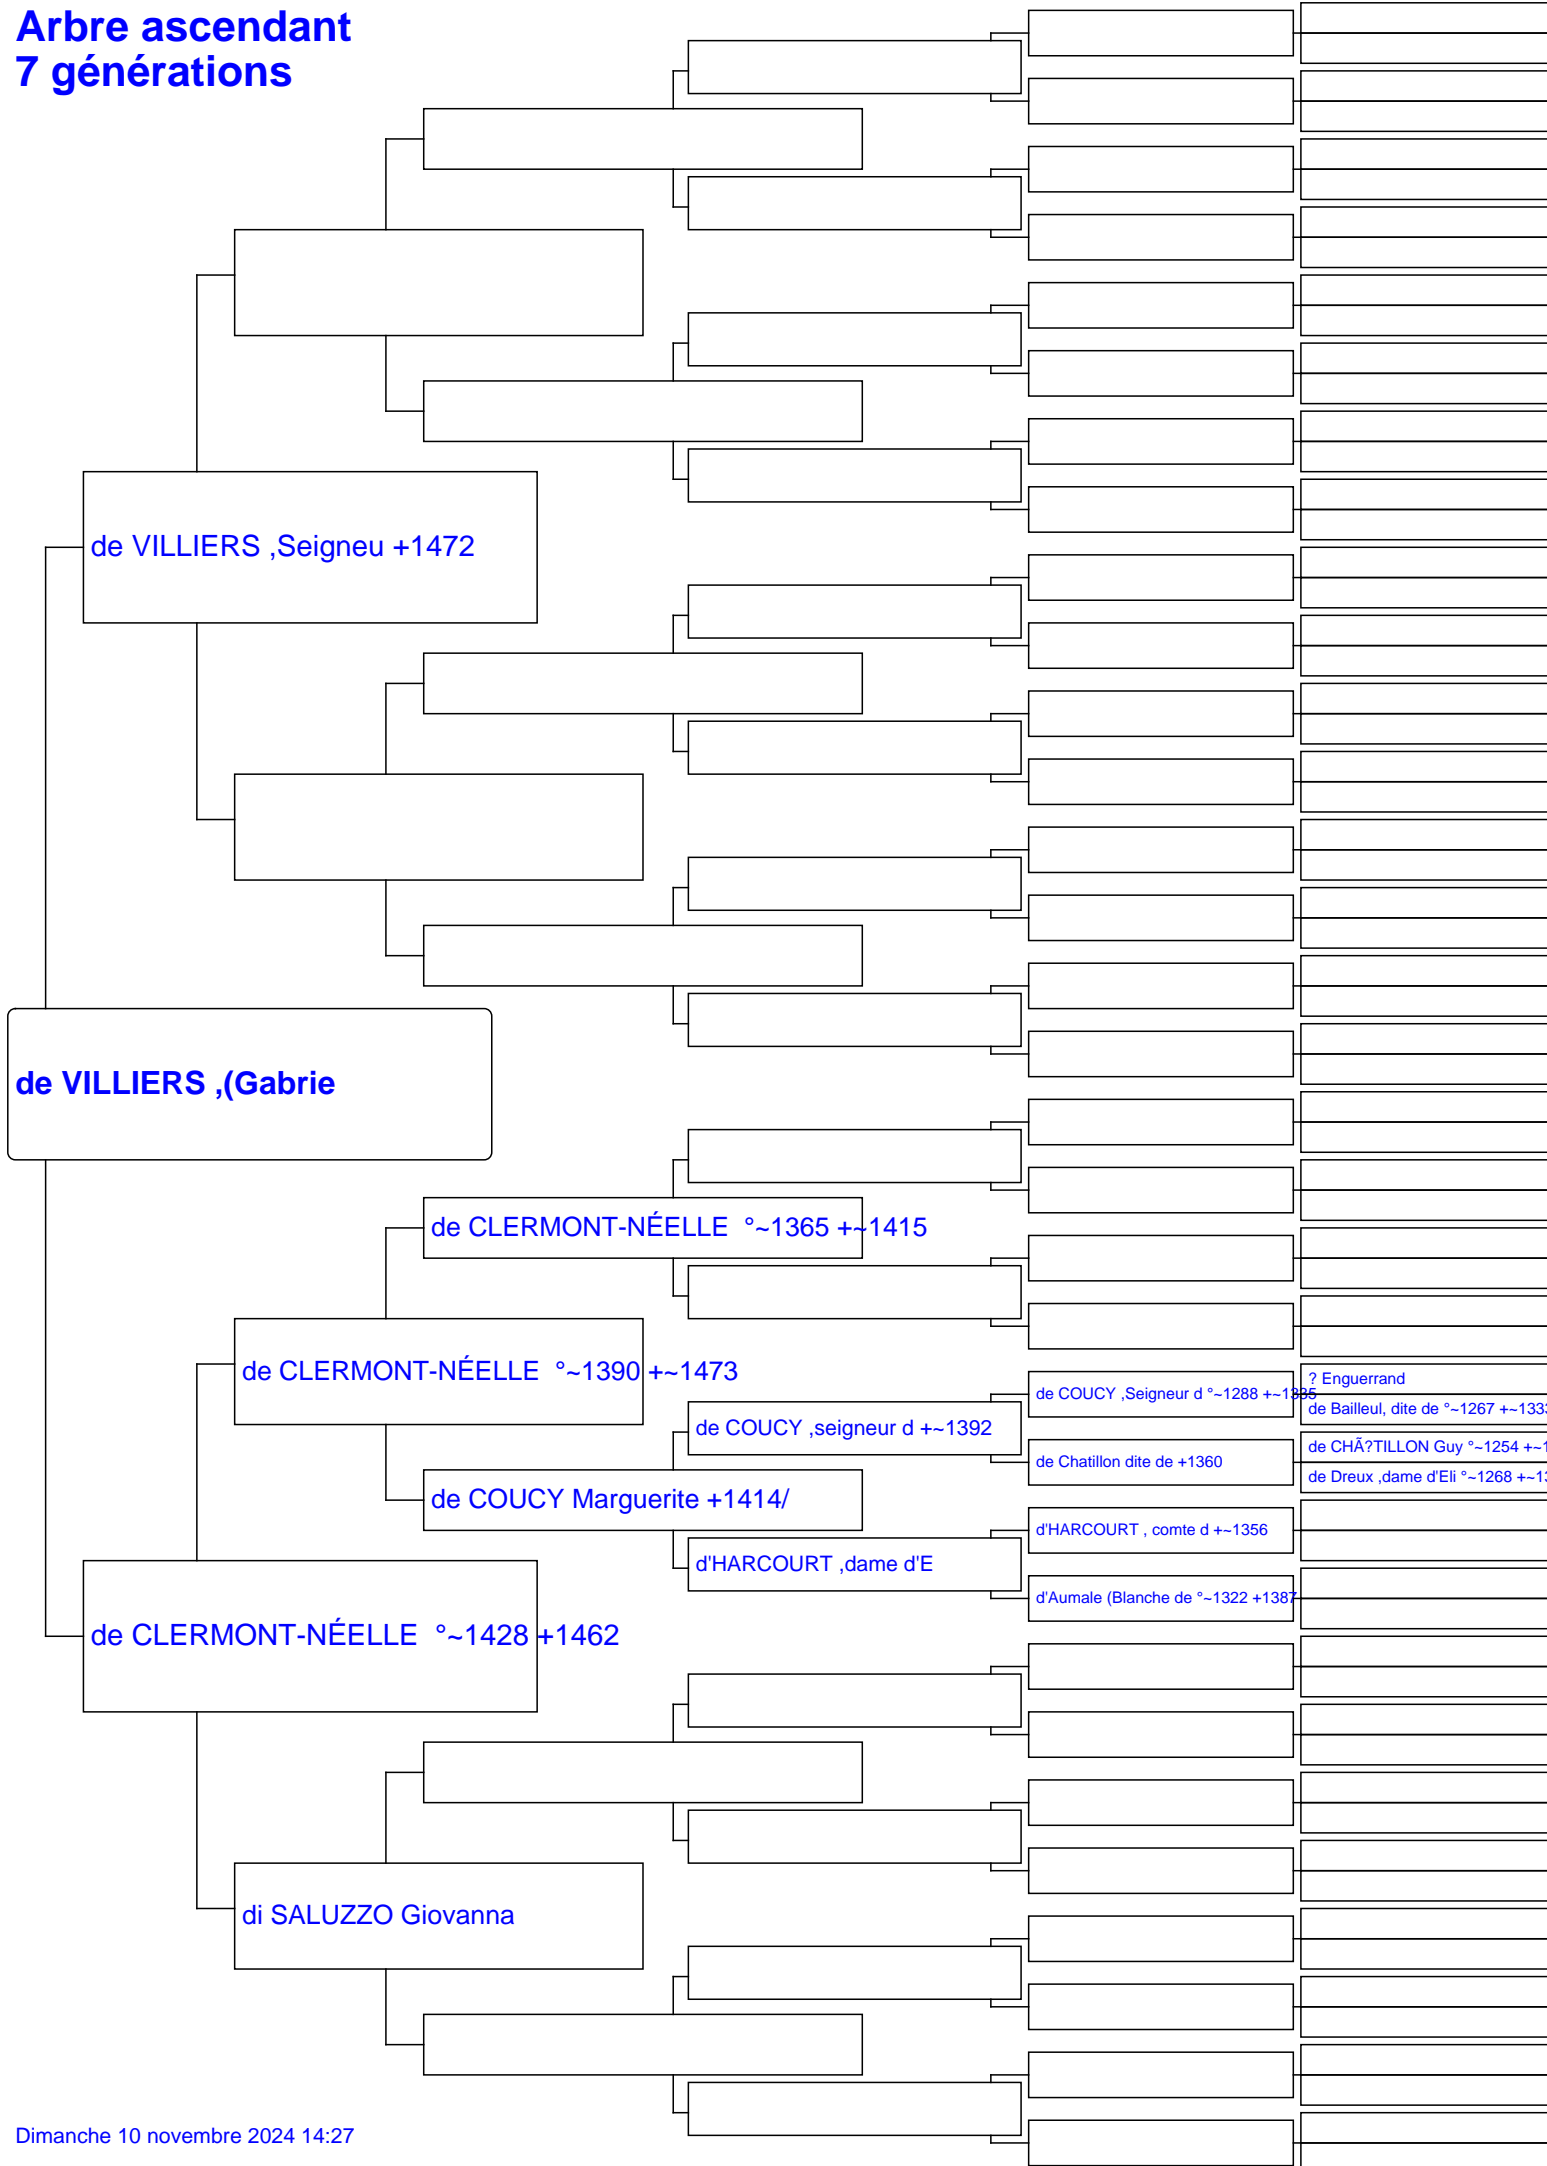 Arbre ascendant
7 générations
de VILLIERS ,Seigneu +1472
de VILLIERS ,(Gabrie
de CLERMONT-NÉELLE °~1365 +~1415
de CLERMONT-NÉELLE °~1390 +~1473
de COUCY ,Seigneur d °~1288 +~1335
? Enguerrand
de Bailleul, dite de °~1267 +~1333
de COUCY ,seigneur d +~1392
de CHÃ?TILLON Guy °~1254 +~1
de Chatillon dite de +1360
de Dreux ,dame d'Eli °~1268 +~13
de COUCY Marguerite +1414/
d'HARCOURT , comte d +~1356
d'HARCOURT ,dame d'E
d'Aumale (Blanche de °~1322 +1387
de CLERMONT-NÉELLE °~1428 +1462
di SALUZZO Giovanna
Dimanche 10 novembre 2024 14:27